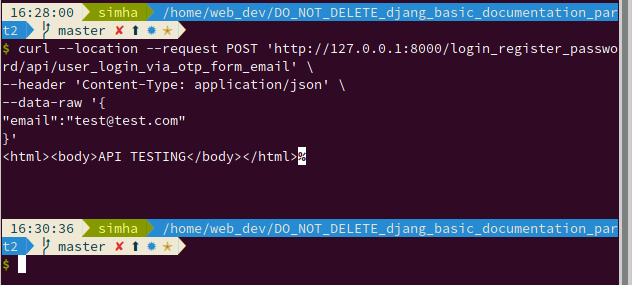 16:28:00 simha /home/web_dev/DO_NOT_DELETE_djang_basic_documentation_par
t2 master ✘ ⬆ ✹ ✭
$ curl --location --request POST 'http://127.0.0.1:8000/login_register_passwo
rd/api/user_login_via_otp_form_email' \
--header 'Content-Type: application/json' \
--data-raw '{
"email":"test@test.com"
}'
<html><body>API TESTING</body></html>%
16:30:36 simha /home/web_dev/DO_NOT_DELETE_djang_basic_documentation_par
t2 master ✘ ⬆ ✹ ✭
$